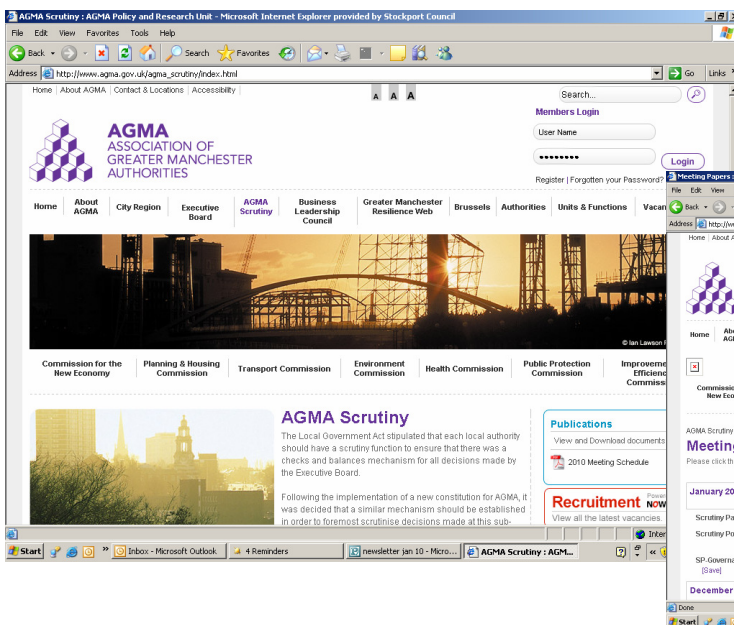 AGMA Scrutiny : AGMA Policy and Research Unit - Microsoft Internet Explorer provided by Stockport Council
File Edit View Favorites Tools Help
Back Search Favorites
Address http://www.agma.gov.uk/agma_scrutiny/index.html Go Links
Home About AGMA Contact & Locations Accessibility A A A Search...
Members Login
AGMA
ASSOCIATION OF
GREATER MANCHESTER
AUTHORITIES
User Name
Login
Register | Forgotten your Password?
Home About AGMA City Region Executive Board AGMA Scrutiny Business Leadership Council Greater Manchester Resilience Web Brussels Authorities Units & Functions Vacan
© Ian Lawson
Commission for the New Economy Planning & Housing Commission Transport Commission Environment Commission Health Commission Public Protection Commission Improveme Efficienc Commiss
AGMA Scrutiny
The Local Government Act stipulated that each local authority
should have a scrutiny function to ensure that there was a
checks and balances mechanism for all decisions made by
the Executive Board.
Following the implementation of a new constitution for AGMA, it
was decided that a similar mechanism should be established
in order to foremost scrutinise decisions made at this sub-
Publications
View and Download documents
2010 Meeting Schedule
Recruitment Power NOW
View all the latest vacancies.
Inter
Start Inbox - Microsoft Outlook 4 Reminders newsletter jan 10 - Micro... AGMA Scrutiny : AGM...
Meeting Papers :
File Edit View
Back
Address http://w
Home About A
Home Abo AG
Commissio
New Eco
AGMA Scrutiny
Meeting
Please click th
January 20
Scrutiny Pa
Scrutiny Po
SP-Governa
[Save]
December
Done
Start